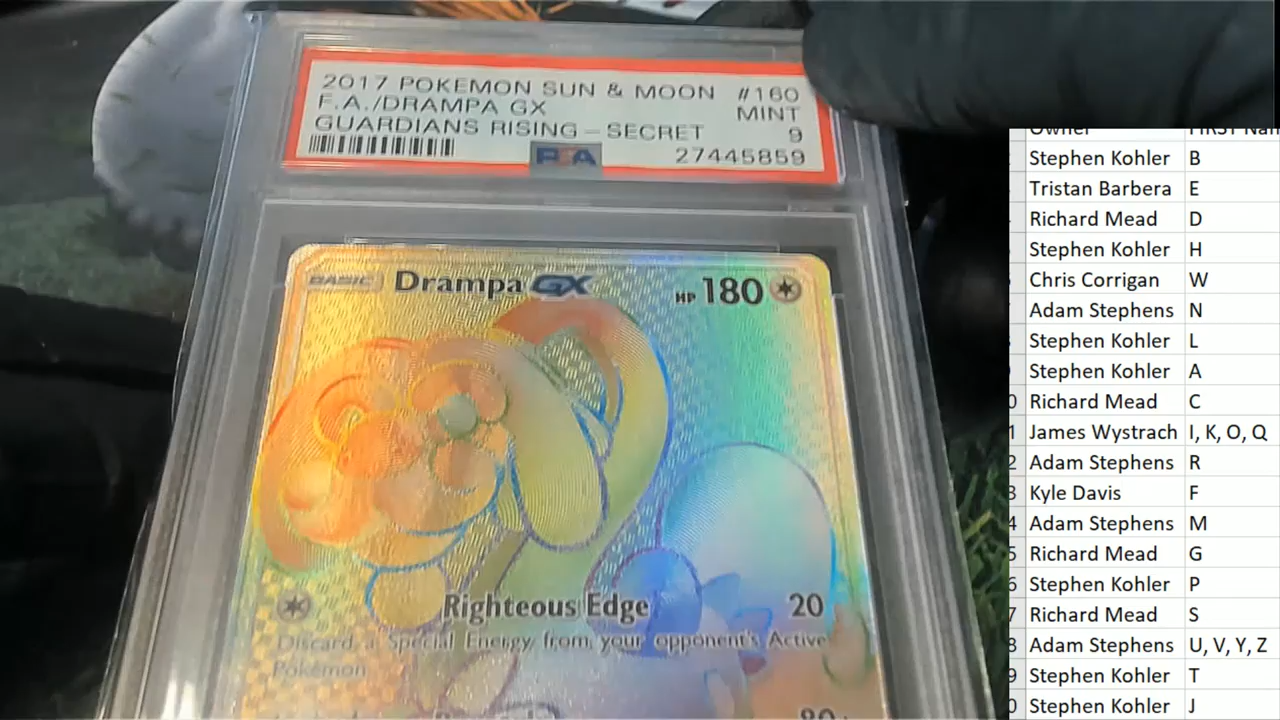 2017 POKEMON SUN & MOON #160
F.A./DRAMPA GX MINT
GUARDIANS RISING - SECRET 9
PSA 27445859
BASIC Drampa GX HP 180
Righteous Edge 20
Discard a Special Energy from your opponent's Active
Pokémon
80
Owner
Stephen Kohler B
Tristan Barbera E
Richard Mead D
Stephen Kohler H
Chris Corrigan W
Adam Stephens N
Stephen Kohler L
Stephen Kohler A
Richard Mead C
James Wystrach I, K, O, Q
Adam Stephens R
Kyle Davis F
Adam Stephens M
Richard Mead G
Stephen Kohler P
Richard Mead S
Adam Stephens U, V, Y, Z
Stephen Kohler T
Stephen Kohler J